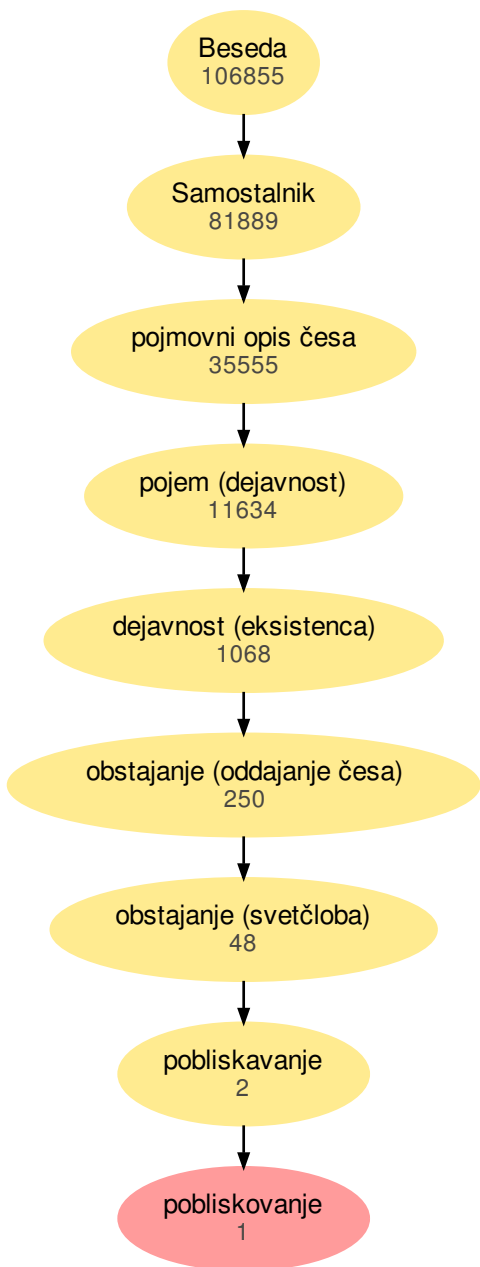 Beseda
106855
Samostalnik
81889
pojmovni opis česa
35555
pojem (dejavnost)
11634
dejavnost (eksistenca)
1068
obstajanje (oddajanje česa)
250
obstajanje (svetčloba)
48
pobliskavanje
2
pobliskovanje
1